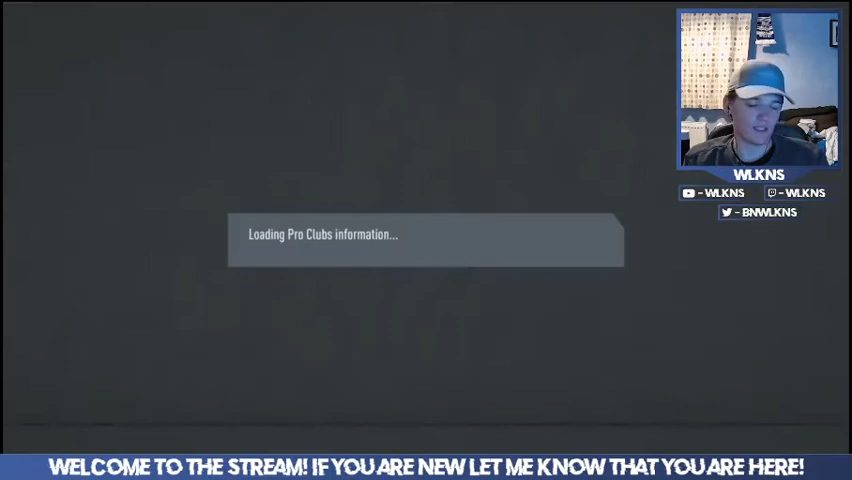 Loading Pro Clubs information...
WLKNS
- WLKNS
- WLKNS
- BNWLKNS
WELCOME TO THE STREAM! IF YOU ARE NEW LET ME KNOW THAT YOU ARE HERE!